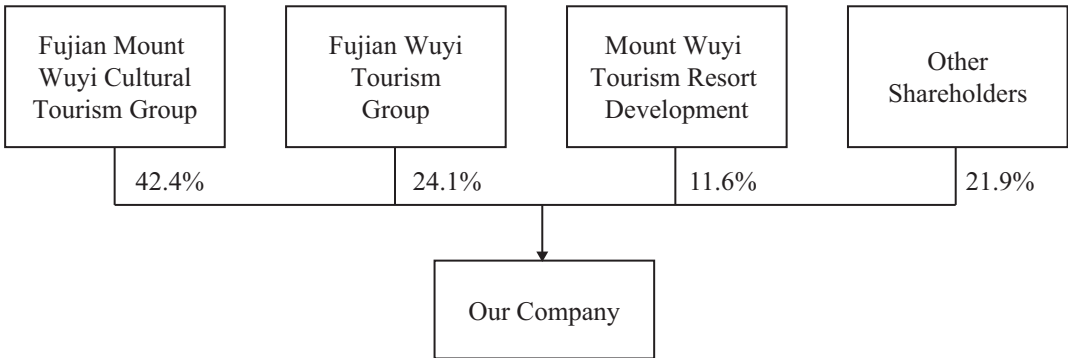 Fujian Mount
Wuyi Cultural
Tourism Group
Fujian Wuyi
Tourism
Group
Mount Wuyi
Tourism Resort
Development
Other
Shareholders
42.4%
24.1%
11.6%
21.9%
Our Company